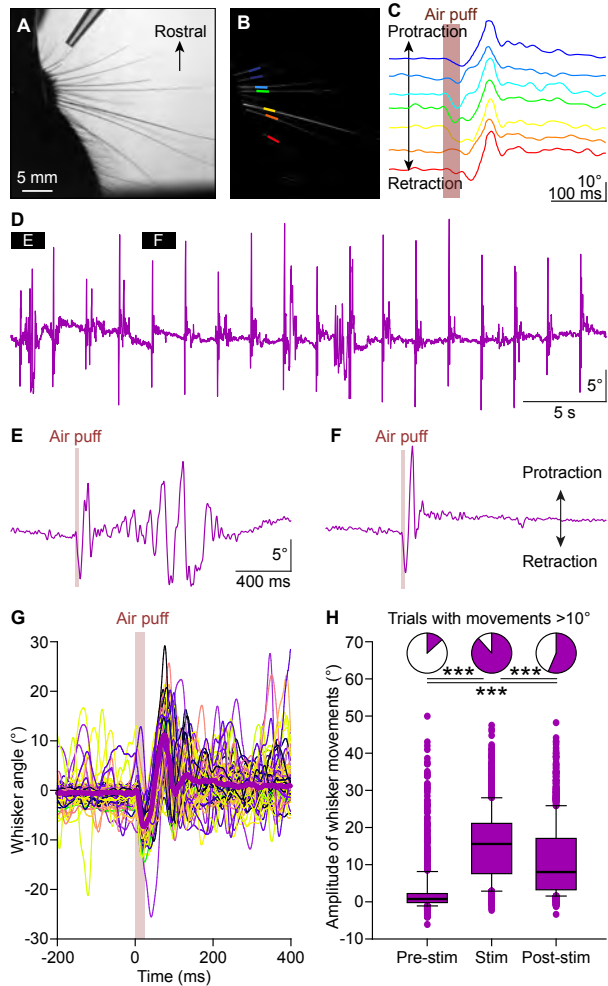 A
Rostral
5 mm
B
C
Air puff
Protraction
Retraction
10°
100 ms
D
E
F
5°
5 s
E
Air puff
5°
400 ms
F
Air puff
Protraction
Retraction
G
Air puff
Whisker angle (°)
30
20
10
0
-10
-20
-30
-200
0
200
400
Time (ms)
H
Trials with movements >10°
*** ***
***
Amplitude of whisker movements (°)
70
60
50
40
30
20
10
0
-10
Pre-stim Stim Post-stim